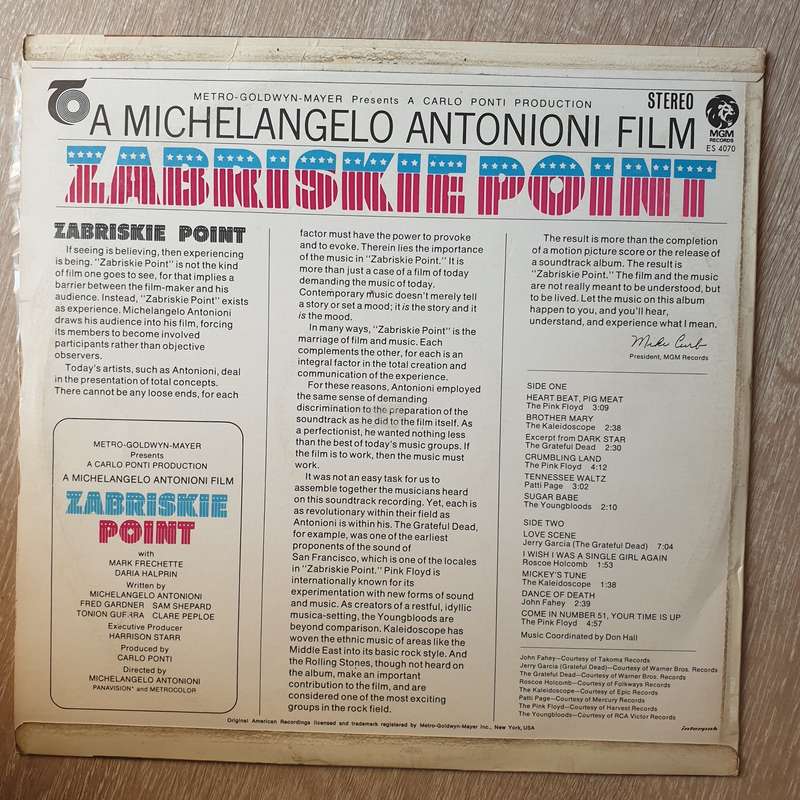 METRO-GOLDWYN-MAYER Presents A CARLO PONTI PRODUCTION
STEREO
A MICHELANGELO ANTONIONI FILM
MGM
RECORDS
ES 4070
ZABRISKIE POINT
ZABRISKIE POINT
If seeing is believing, then experiencing
is being. "Zabriskie Point" is not the kind
of film one goes to see, for that implies a
barrier between the film-maker and his
audience. Instead, "Zabriskie Point" exists
as experience. Michelangelo Antonioni
draws his audience into his film, forcing
its members to become involved
participants rather than objective
observers.
Today's artists, such as Antonioni, deal
in the presentation of total concepts.
There cannot be any loose ends, for each
METRO-GOLDWYN-MAYER
Presents
A CARLO PONTI PRODUCTION
A MICHELANGELO ANTONIONI FILM
ZABRISKIE
POINT
with
MARK FRECHETTE
DARIA HALPRIN
Written by
MICHELANGELO ANTONIONI
FRED GARDNER SAM SHEPARD
TONION GUERRA CLARE PEPLOE
Executive Producer
HARRISON STARR
Produced by
CARLO PONTI
Directed by
MICHELANGELO ANTONIONI
PANAVISION® and METROCOLOR
factor must have the power to provoke
and to evoke. Therein lies the importance
of the music in "Zabriskie Point." It is
more than just a case of a film of today
demanding the music of today.
Contemporary music doesn't merely tell
a story or set a mood; it is the story and it
is the mood.
In many ways, "Zabriskie Point" is the
marriage of film and music. Each
complements the other, for each is an
integral factor in the total creation and
communication of the experience.
For these reasons, Antonioni employed
the same sense of demanding
discrimination to the preparation of the
soundtrack as he did to the film itself. As
a perfectionist, he wanted nothing less
than the best of today's music groups. If
the film is to work, then the music must
work.
It was not an easy task for us to
assemble together the musicians heard
on this soundtrack recording. Yet, each is
as revolutionary within their field as
Antonioni is within his. The Grateful Dead,
for example, was one of the earliest
proponents of the sound of
San Francisco, which is one of the locales
in "Zabriskie Point." Pink Floyd is
internationally known for its
experimentation with new forms of sound
and music. As creators of a restful, idyllic
musica-setting, the Youngbloods are
beyond comparison. Kaleidoscope has
woven the ethnic music of areas like the
Middle East into its basic rock style. And
the Rolling Stones, though not heard on
the album, make an important
contribution to the film, and are
considered one of the most exciting
groups in the rock field.
The result is more than the completion
of a motion picture score or the release of
a soundtrack album. The result is
"Zabriskie Point." The film and the music
are not really meant to be understood, but
to be lived. Let the music on this album
happen to you, and you'll hear,
understand, and experience what I mean.
Mike Curb
President, MGM Records
SIDE ONE
HEART BEAT, PIG MEAT
The Pink Floyd 3:09
BROTHER MARY
The Kaleidoscope 2:38
Excerpt from DARK STAR
The Grateful Dead 2:30
CRUMBLING LAND
The Pink Floyd 4:12
TENNESSEE WALTZ
Patti Page 3:02
SUGAR BABE
The Youngbloods 2:10
SIDE TWO
LOVE SCENE
Jerry Garcia (The Grateful Dead) 7:04
I WISH I WAS A SINGLE GIRL AGAIN
Roscoe Holcomb 1:53
MICKEY'S TUNE
The Kaleidoscope 1:38
DANCE OF DEATH
John Fahey 2:39
COME IN NUMBER 51, YOUR TIME IS UP
The Pink Floyd 4:57
Music Coordinated by Don Hall
John Fahey—Courtesy of Takoma Records
Jerry Garcia (Grateful Dead)—Courtesy of Warner Bros. Records
The Grateful Dead—Courtesy of Warner Bros. Records
Roscoe Holcomb—Courtesy of Folkways Records
The Kaleidoscope—Courtesy of Epic Records
Patti Page—Courtesy of Mercury Records
The Pink Floyd—Courtesy of Harvest Records
The Youngbloods—Courtesy of RCA Victor Records
Original American Recordings licensed and trademark registered by Metro-Goldwyn-Mayer Inc., New York, USA
interpak